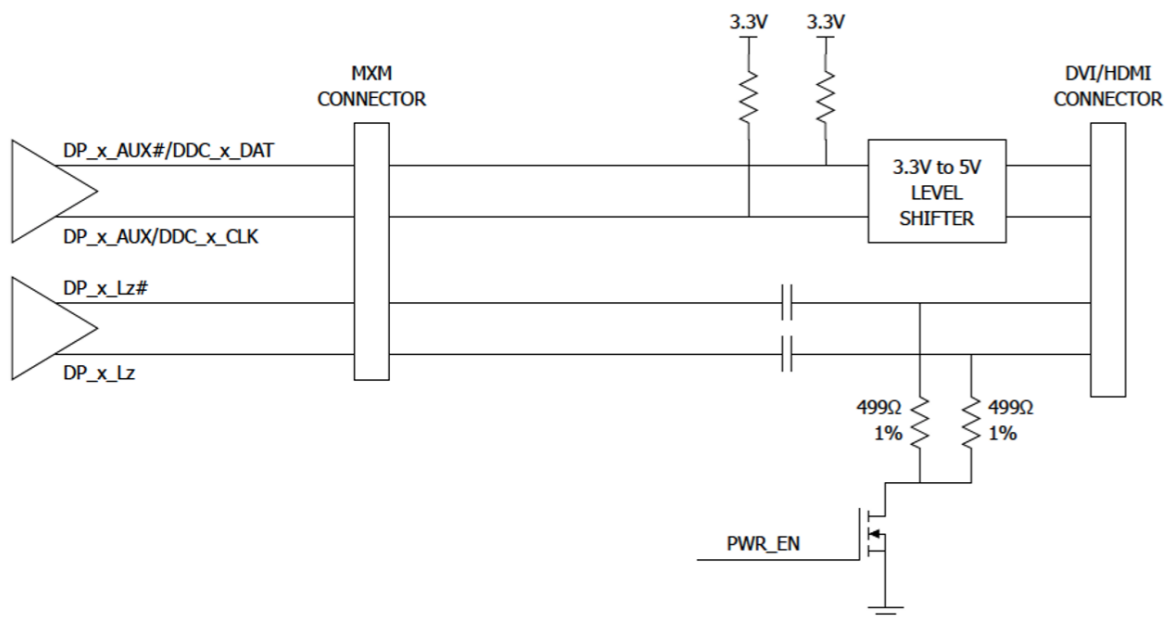 3.3V
3.3V
MXM
CONNECTOR
DVI/HDMI
CONNECTOR
DP_x_AUX#/DDC_x_DAT
3.3V to 5V
LEVEL
SHIFTER
DP_x_AUX/DDC_x_CLK
DP_x_Lz#
DP_x_Lz
499Ω
1%
499Ω
1%
PWR_EN